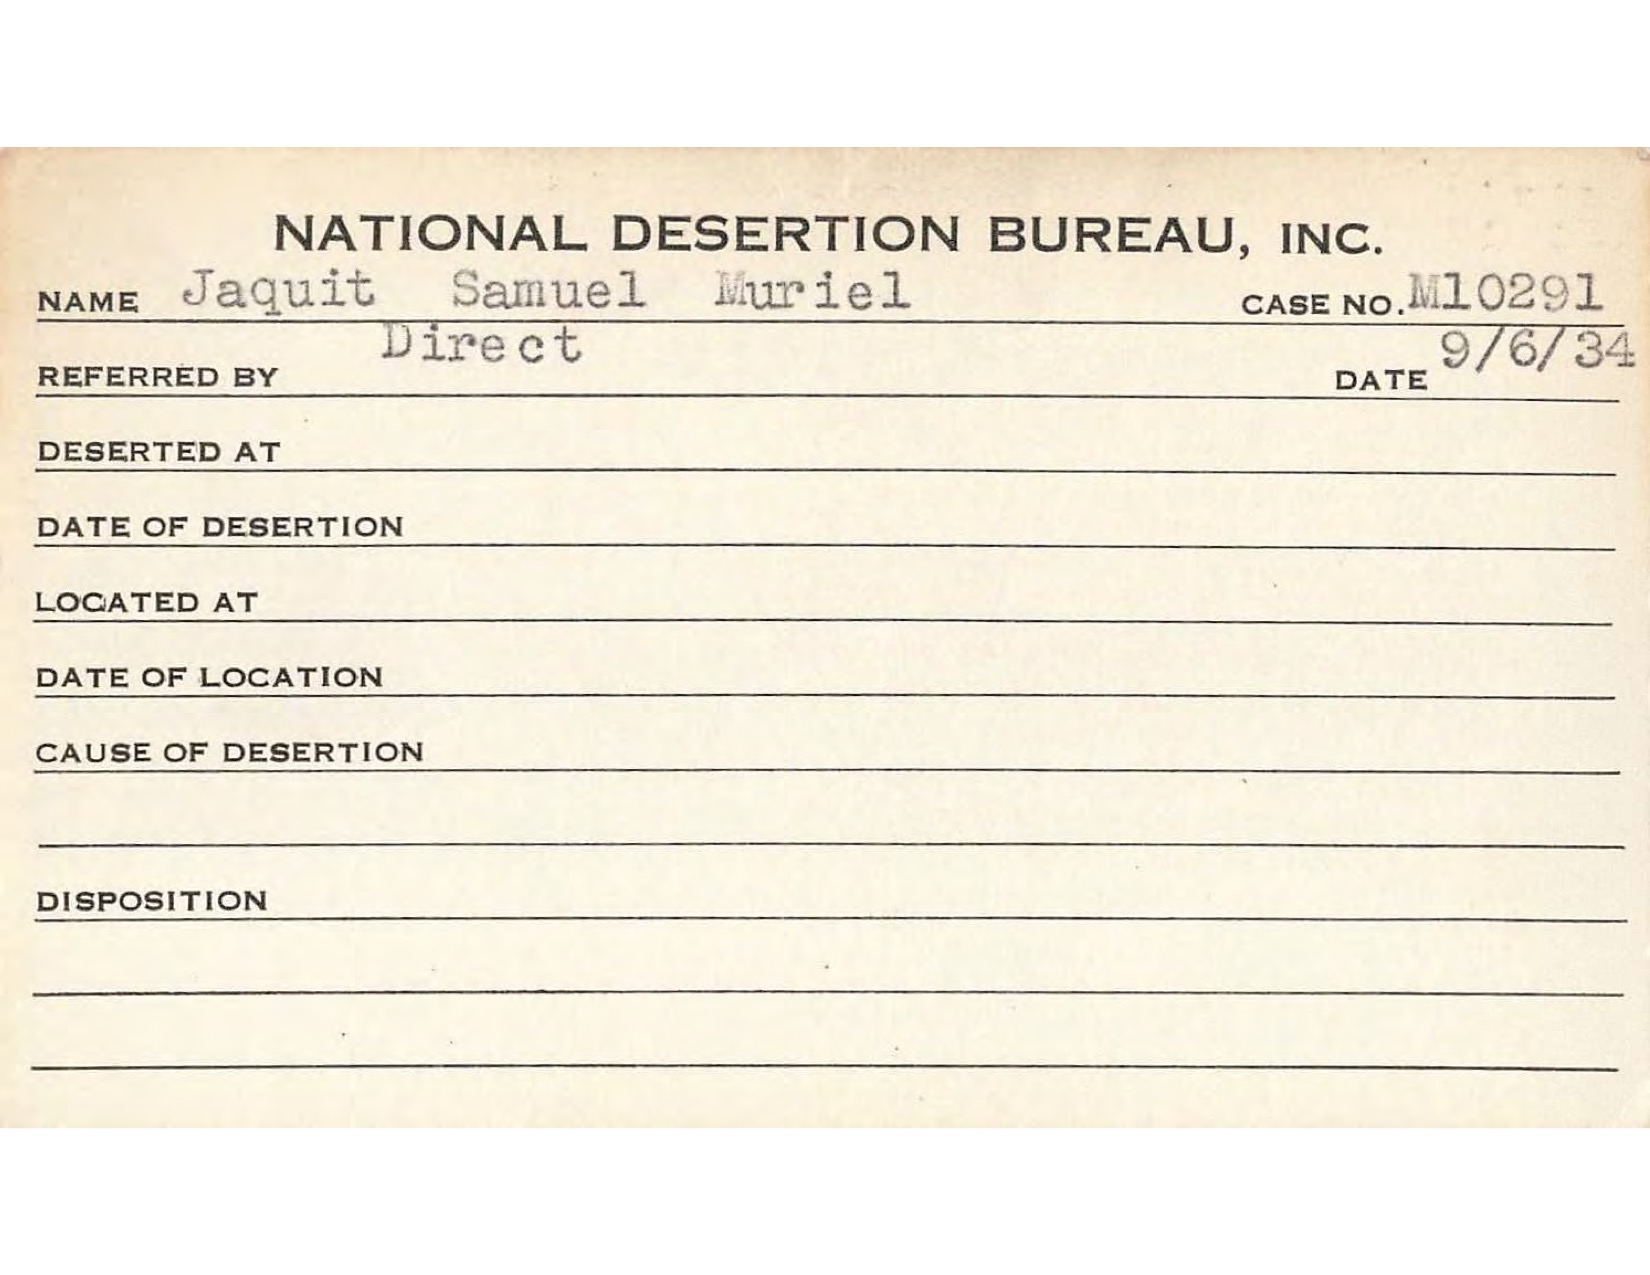 NATIONAL DESERTION BUREAU, INC.
NAME Jaquit Samuel Muriel CASE NO. M10291
REFERRED BY Direct DATE 9/6/34
DESERTED AT
DATE OF DESERTION
LOCATED AT
DATE OF LOCATION
CAUSE OF DESERTION
DISPOSITION